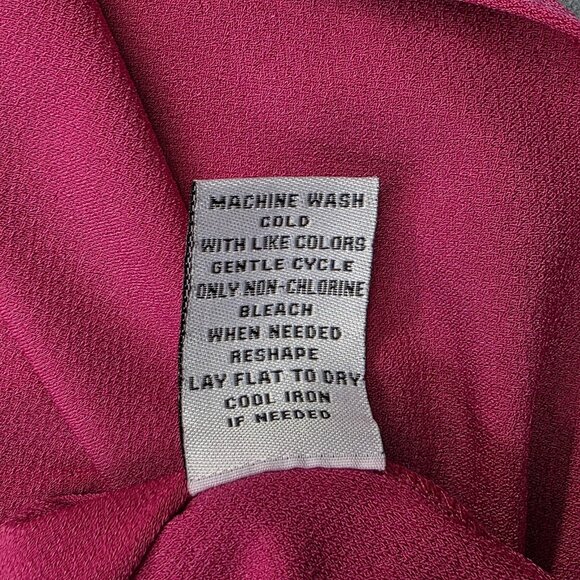 MACHINE WASH
COLD
WITH LIKE COLORS
GENTLE CYCLE
ONLY NON-CHLORINE
BLEACH
WHEN NEEDED
RESHAPE
LAY FLAT TO DRY
COOL IRON
IF NEEDED